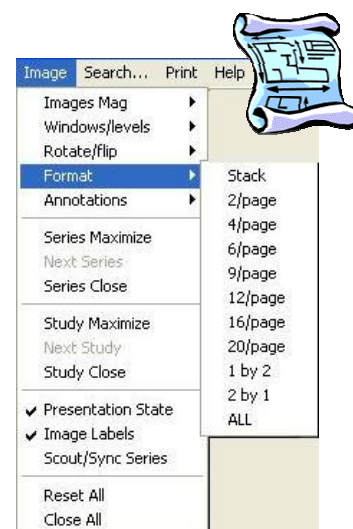 Image Search... Print Help
Images Mag
Windows/levels
Rotate/flip
Format
Annotations
Series Maximize
Next Series
Series Close
Study Maximize
Next Study
Study Close
Presentation State
Image Labels
Scout/Sync Series
Reset All
Close All
Stack
2/page
4/page
6/page
9/page
12/page
16/page
20/page
1 by 2
2 by 1
ALL